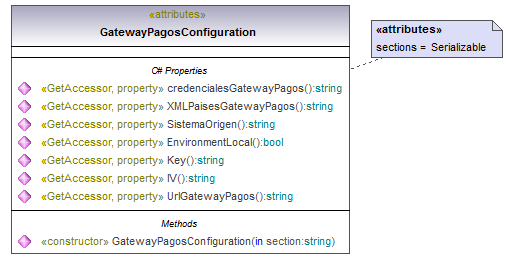 «attributes»
GatewayPagosConfiguration
C# Properties
«GetAccessor, property» credencialesGatewayPagos():string
«GetAccessor, property» XMLPaisesGatewayPagos():string
«GetAccessor, property» SistemaOrigen():string
«GetAccessor, property» EnvironmentLocal():bool
«GetAccessor, property» Key():string
«GetAccessor, property» IV():string
«GetAccessor, property» UrlGatewayPagos():string
Methods
«constructor» GatewayPagosConfiguration(in section:string)
«attributes»
sections = Serializable